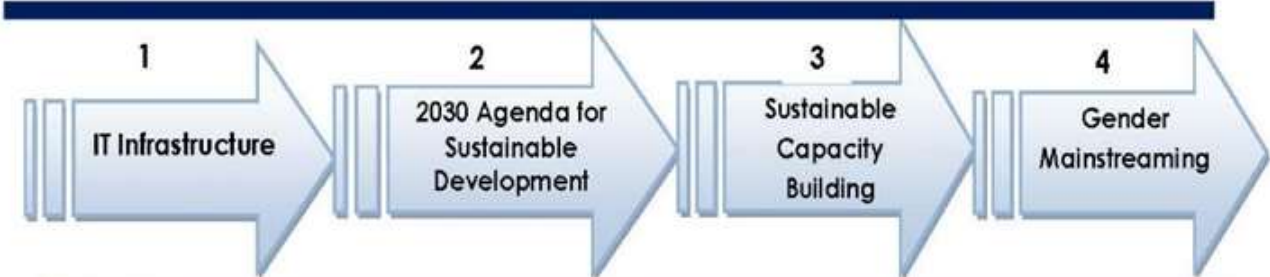 1
IT Infrastructure
2
2030 Agenda for
Sustainable
Development
3
Sustainable
Capacity
Building
4
Gender
Mainstreaming